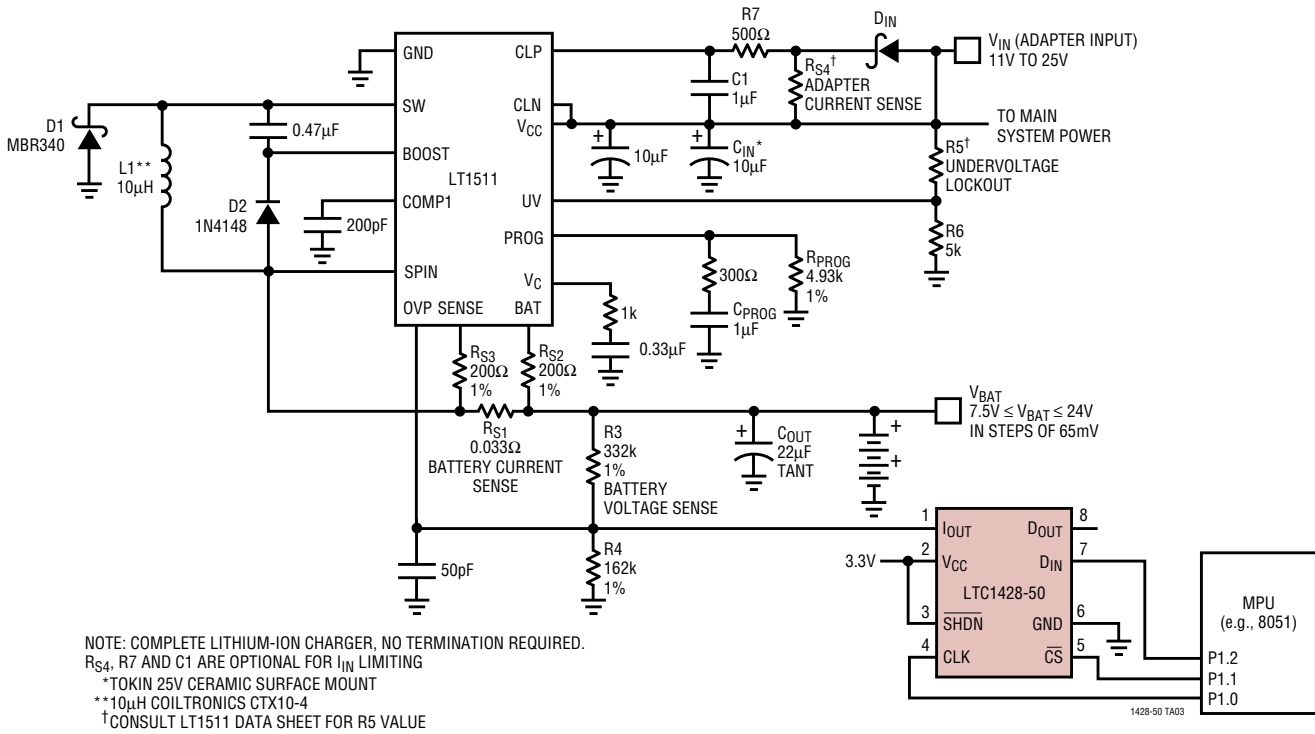 R7
500Ω
DIN
VIN (ADAPTER INPUT)
11V TO 25V
GND
CLP
RS4†
ADAPTER
CURRENT SENSE
C1
1µF
D1
MBR340
SW
CLN
VCC
TO MAIN
SYSTEM POWER
0.47µF
L1**
10µH
BOOST
LT1511
+
10µF
+
CIN*
10µF
R5†
UNDERVOLTAGE
LOCKOUT
D2
1N4148
COMP1
200pF
UV
R6
5k
PROG
300Ω
RPROG
4.93k
1%
SPIN
VC
1k
CPROG
1µF
OVP SENSE
BAT
0.33µF
RS3
200Ω
1%
RS2
200Ω
1%
VBAT
7.5V ≤ VBAT ≤ 24V
IN STEPS OF 65mV
RS1
0.033Ω
BATTERY CURRENT
SENSE
R3
332k
1%
BATTERY
VOLTAGE SENSE
+
COUT
22µF
TANT
+
+
1
IOUT
DOUT
8
50pF
R4
162k
1%
3.3V
2
VCC
DIN
7
LTC1428-50
3
SHDN
GND
6
4
CLK
CS
5
MPU
(e.g., 8051)
P1.2
P1.1
P1.0
1428-50 TA03
NOTE: COMPLETE LITHIUM-ION CHARGER, NO TERMINATION REQUIRED.
RS4, R7 AND C1 ARE OPTIONAL FOR IIN LIMITING
*TOKIN 25V CERAMIC SURFACE MOUNT
**10µH COILTRONICS CTX10-4
†CONSULT LT1511 DATA SHEET FOR R5 VALUE